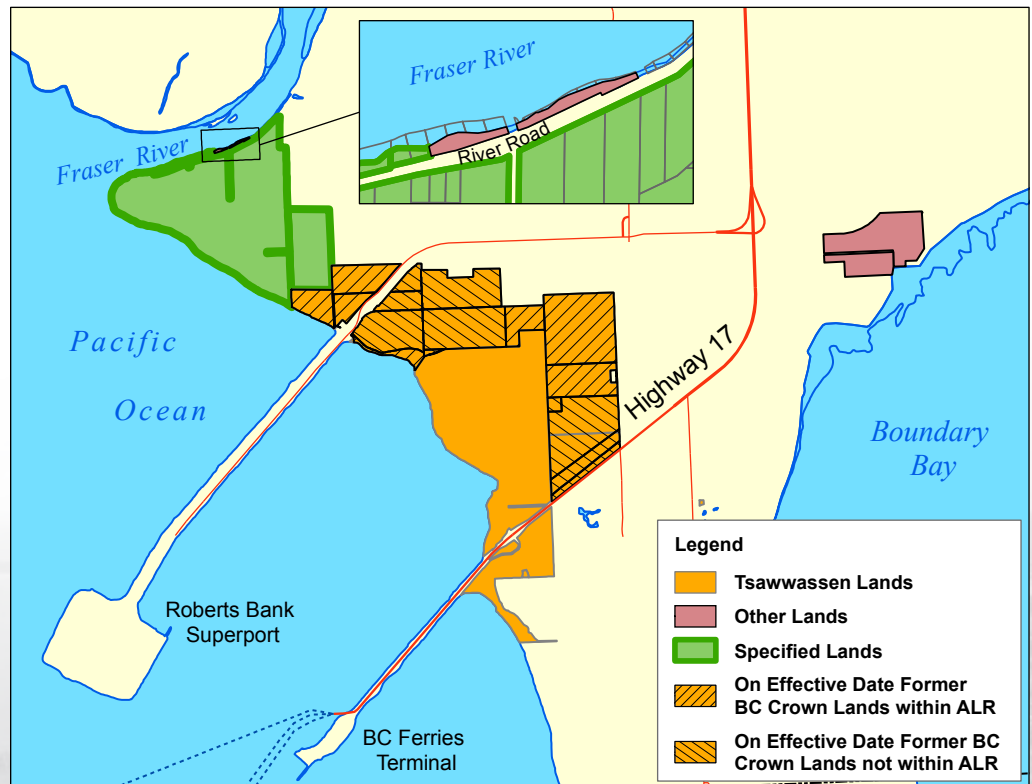 Fraser River
River Road
Fraser River
Pacific
Ocean
Highway 17
Boundary
Bay
Roberts Bank
Superport
BC Ferries
Terminal
Legend
Tsawwassen Lands
Other Lands
Specified Lands
On Effective Date Former
BC Crown Lands within ALR
On Effective Date Former BC
Crown Lands not within ALR